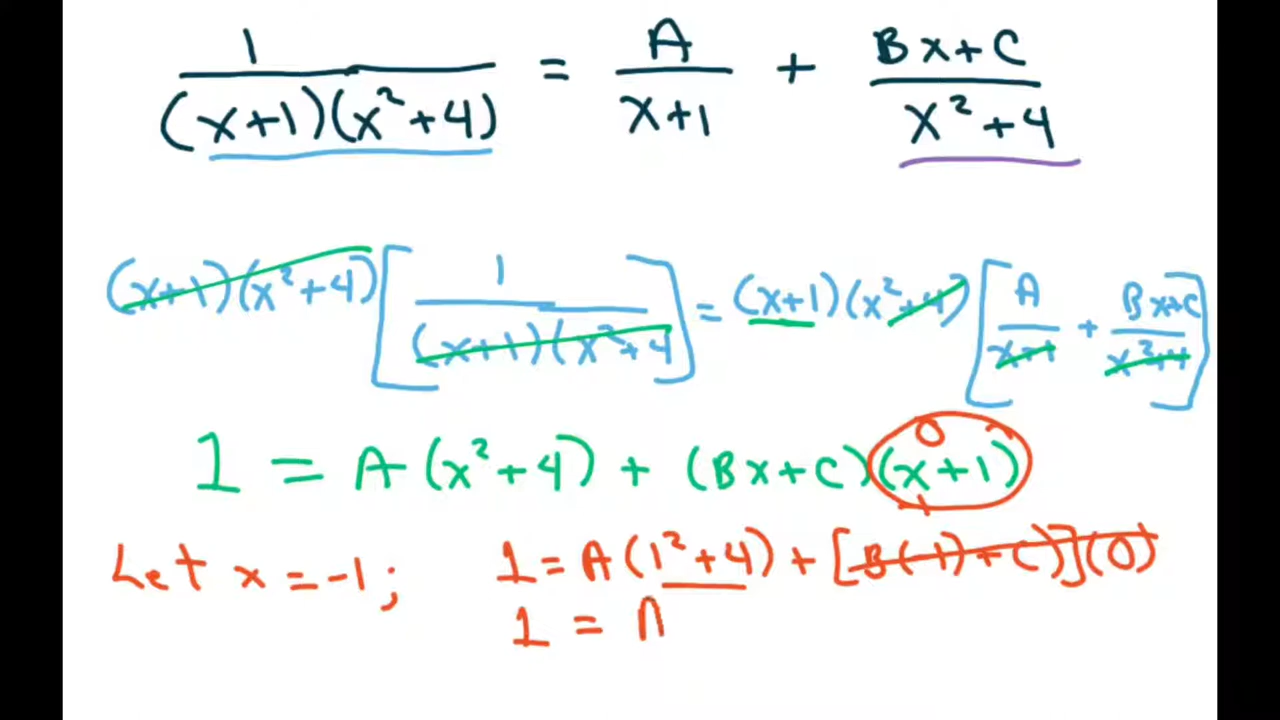 1/((x+1)(x²+4)) = A/(x+1) + (Bx+C)/(x²+4)
(x+1)(x²+4)[1/((x+1)(x²+4)] = (x+1)(x²+4)[A/(x+1) + (Bx+C)/(x²+4)]
1 = A(x²+4) + (Bx+C)(x+1) 0
Let x = -1; 1 = A(1²+4) + [B(1)+C)](0)
1 = A